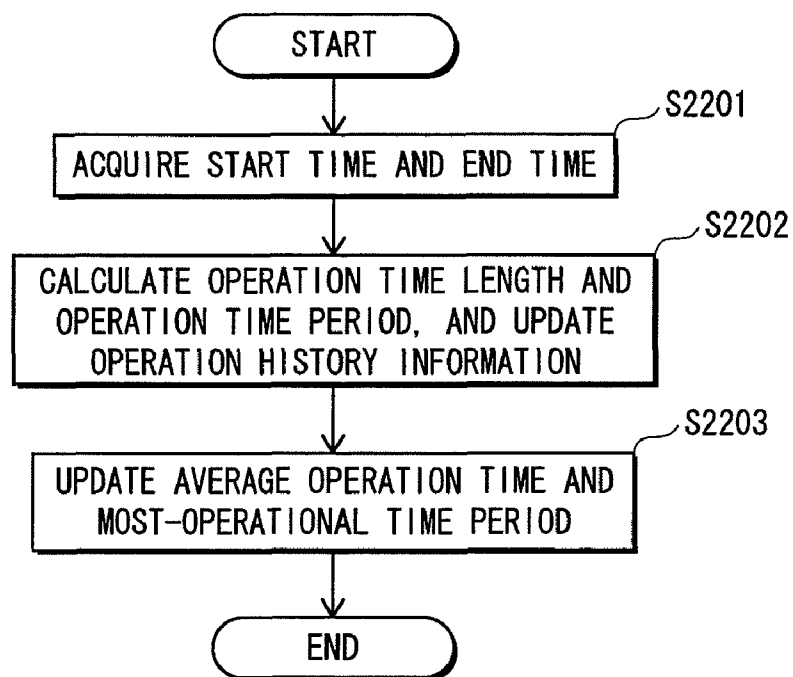 START
S2201
ACQUIRE START TIME AND END TIME
S2202
CALCULATE OPERATION TIME LENGTH AND
OPERATION TIME PERIOD, AND UPDATE
OPERATION HISTORY INFORMATION
S2203
UPDATE AVERAGE OPERATION TIME AND
MOST-OPERATIONAL TIME PERIOD
END